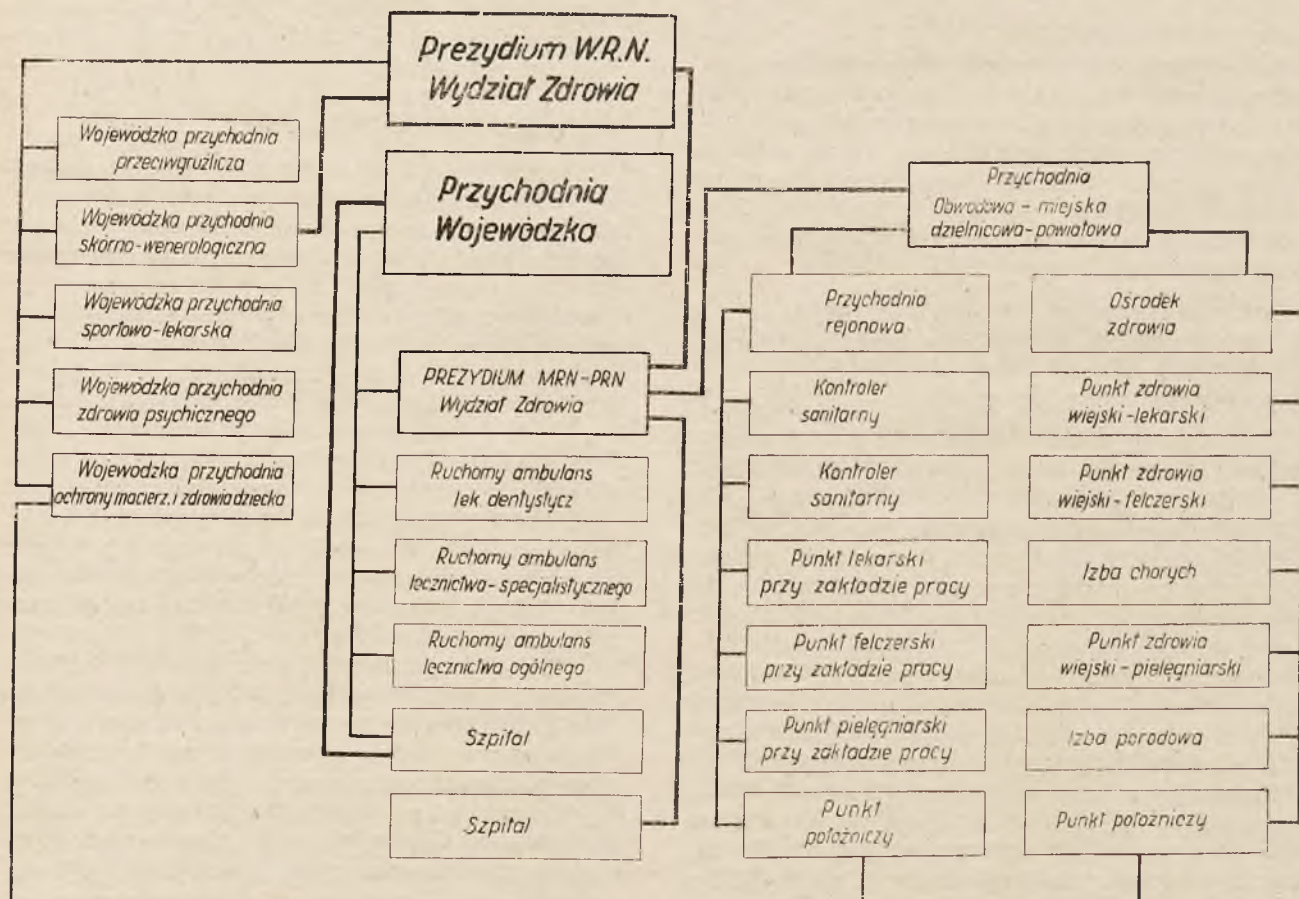 Prezydium W.R.N.
Wydział Zdrowia
Wojewódzka przychodnia
przeciwgruźlicza
Wojewódzka przychodnia
skórno-wenerologiczna
Wojewódzka przychodnia
sportowo-lekarska
Wojewódzka przychodnia
zdrowia psychicznego
Wojewódzka przychodnia
ochrony macierz. i zdrowia dziecka
Przychodnia
Wojewódzka
PREZYDIUM MRN-PRN
Wydział Zdrowia
Ruchomy ambulans
lek dentystycz
Ruchomy ambulans
lecznictwa-specjalistycznego
Ruchomy ambulans
lecznictwa ogólnego
Szpital
Szpital
Przychodnia
Obwodowa - miejska
dzielnicowa-powiatowa
Przychodnia
rejonowa
Kontroler
sanitarny
Kontroler
sanitarny
Punkt lekarski
przy zakładzie pracy
Punkt felczerski
przy zakładzie pracy
Punkt pielęgniarski
przy zakładzie pracy
Punkt
położniczy
Ośrodek
zdrowia
Punkt zdrowia
wiejski-lekarski
Punkt zdrowia
wiejski-felczerski
Izba chorych
Punkt zdrowia
wiejski-pielęgniarski
Izba porodowa
Punkt położniczy